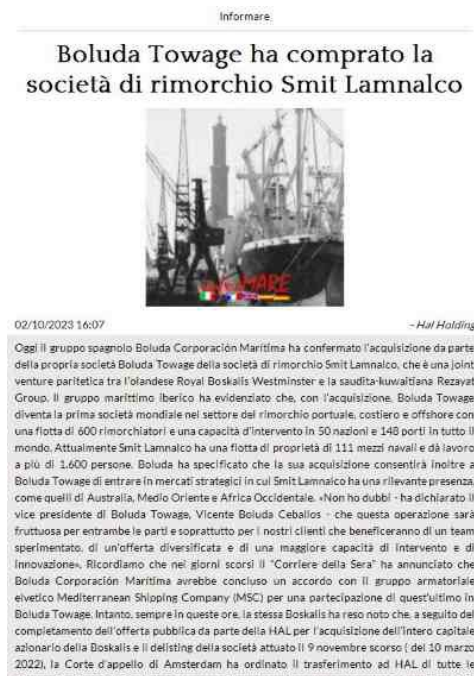 Informare
Boluda Towage ha comprato la
società di rimorchio Smit Lamnalco
inforMARE
02/10/2023 16:07
- Hal Holding
Oggi il gruppo spagnolo Boluda Corporación Marítima ha confermato l'acquisizione da parte
della propria società Boluda Towage della società di rimorchio Smit Lamnalco, che è una joint
venture paritetica tra l'olandese Royal Boskalis Westminster e la saudita-kuwaitiana Rezayat
Group. Il gruppo marittimo iberico ha evidenziato che, con l'acquisizione, Boluda Towage
diventa la prima società mondiale nel settore del rimorchio portuale, costiero e offshore con
una flotta di 600 rimorchiatori e una capacità d'intervento in 50 nazioni e 148 porti in tutto il
mondo. Attualmente Smit Lamnalco ha una flotta di proprietà di 111 mezzi navali e dà lavoro
a più di 1.600 persone. Boluda ha specificato che la sua acquisizione consentirà inoltre a
Boluda Towage di entrare in mercati strategici in cui Smit Lamnalco ha una rilevante presenza,
come quelli di Australia, Medio Oriente e Africa Occidentale. «Non ho dubbi - ha dichiarato il
vice presidente di Boluda Towage, Vicente Boluda Ceballos - che questa operazione sarà
fruttuosa per entrambe le parti e soprattutto per i nostri clienti che beneficeranno di un team
sperimentato, di un'offerta diversificata e di una maggiore capacità di intervento e di
innovazione». Ricordiamo che nei giorni scorsi il "Corriere della Sera" ha annunciato che
Boluda Corporación Marítima avrebbe concluso un accordo con il gruppo armatoriale
elvetico Mediterranean Shipping Company (MSC) per una partecipazione di quest'ultimo in
Boluda Towage. Intanto, sempre in queste ore, la stessa Boskalis ha reso noto che, a seguito del
completamento dell'offerta pubblica da parte della HAL per l'acquisizione dell'intero capitale
azionario della Boskalis e il delisting della società attuato il 9 novembre scorso ( del 10 marzo
2022), la Corte d'appello di Amsterdam ha ordinato il trasferimento ad HAL di tutte le